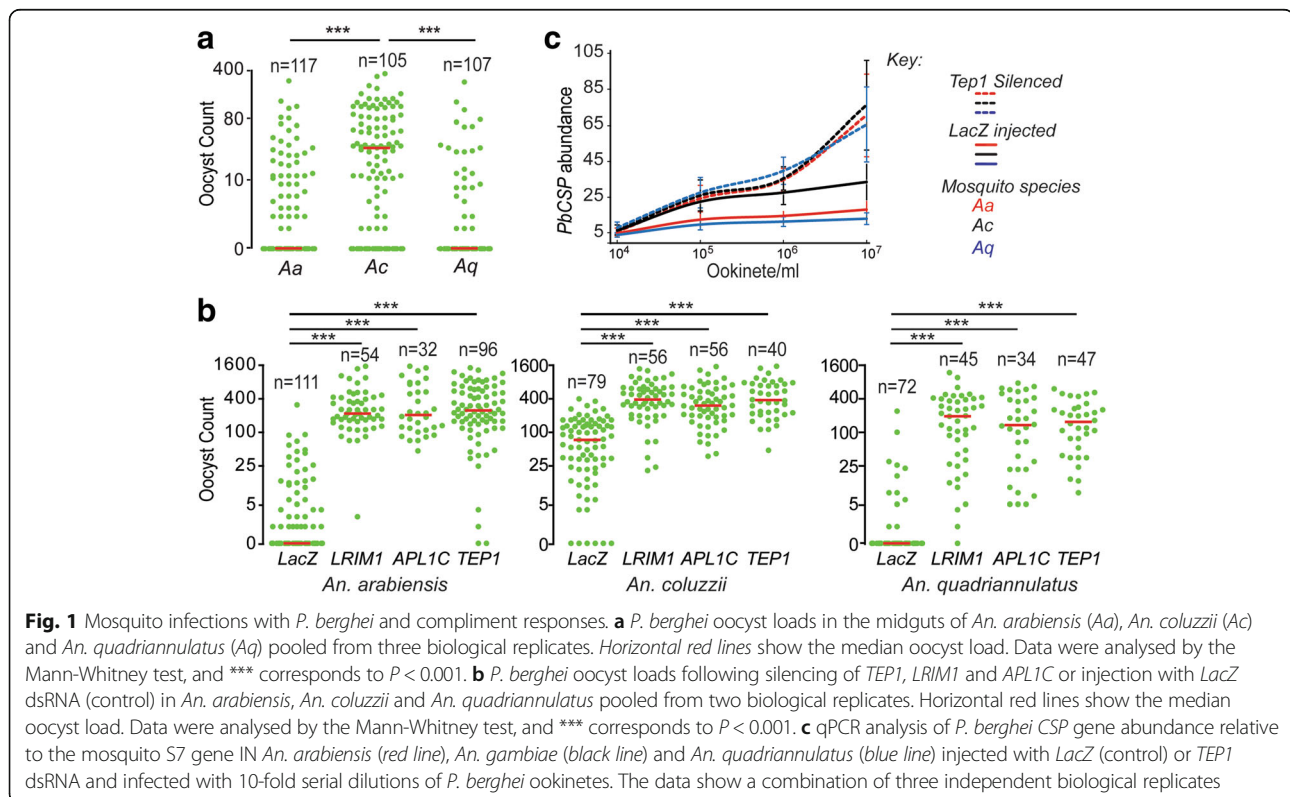 a
*** ***
n=117 n=105 n=107
400
80
10
0
Oocyst Count
Aa Ac Aq
c
105
85
65
45
25
5
PbCSP abundance
10⁴ 10⁵ 10⁶ 10⁷
Ookinete/ml
Key:
Tep1 Silenced
LacZ injected
Mosquito species
Aa
Ac
Aq
b
***
***
***
n=111 n=54 n=32 n=96
1600
400
100
25
5
0
Oocyst Count
LacZ LRIM1 APL1C TEP1
An. arabiensis
***
***
***
n=79 n=56 n=56 n=40
1600
400
100
25
5
0
LacZ LRIM1 APL1C TEP1
An. coluzzii
***
***
***
n=72 n=45 n=34 n=47
1600
400
100
25
5
0
LacZ LRIM1 APL1C TEP1
An. quadriannulatus
Fig. 1 Mosquito infections with P. berghei and compliment responses. a P. berghei oocyst loads in the midguts of An. arabiensis (Aa), An. coluzzii (Ac)
and An. quadriannulatus (Aq) pooled from three biological replicates. Horizontal red lines show the median oocyst load. Data were analysed by the
Mann-Whitney test, and *** corresponds to P < 0.001. b P. berghei oocyst loads following silencing of TEP1, LRIM1 and APL1C or injection with LacZ
dsRNA (control) in An. arabiensis, An. coluzzii and An. quadriannulatus pooled from two biological replicates. Horizontal red lines show the median
oocyst load. Data were analysed by the Mann-Whitney test, and *** corresponds to P < 0.001. c qPCR analysis of P. berghei CSP gene abundance relative
to the mosquito S7 gene IN An. arabiensis (red line), An. gambiae (black line) and An. quadriannulatus (blue line) injected with LacZ (control) or TEP1
dsRNA and infected with 10-fold serial dilutions of P. berghei ookinetes. The data show a combination of three independent biological replicates